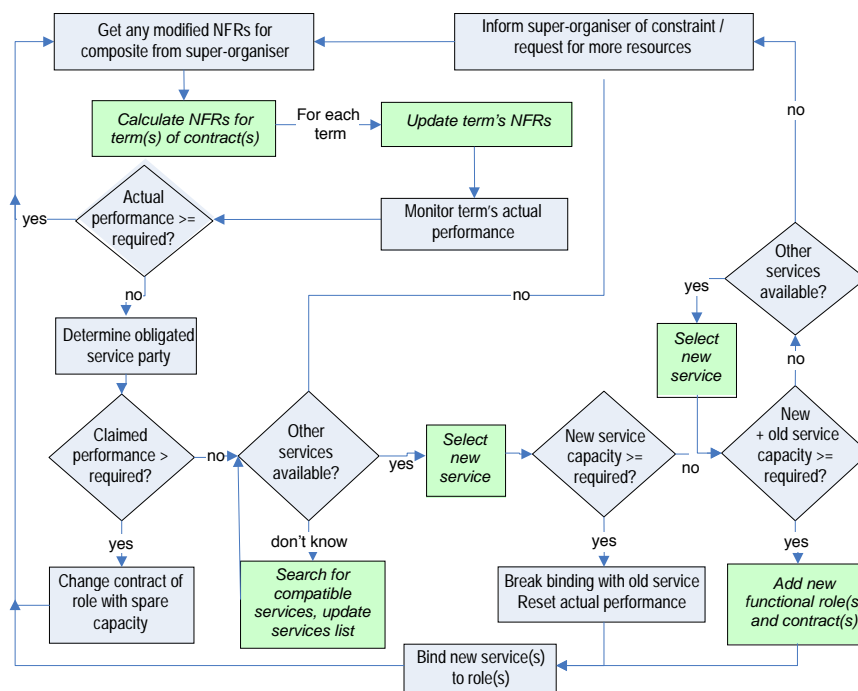 Get any modified NFRs for
composite from super-organiser
Inform super-organiser of constraint /
request for more resources
no
Calculate NFRs for
term(s) of contract(s)
For each
term
Update term's NFRs
Actual
performance >=
required?
yes
Monitor term's actual
performance
no
Determine obligated
service party
no
Other
services
available?
yes
Select
new
service
no
Claimed
performance >
required?
no
Other
services
available?
yes
Select
new
service
New service
capacity >=
required?
no
New
+ old service
capacity >=
required?
yes
don't know
yes
yes
Change contract of
role with spare
capacity
Search for
compatible
services, update
services list
Break binding with old service
Reset actual performance
Add new
functional role(s
and contract(s)
Bind new service(s)
to role(s)